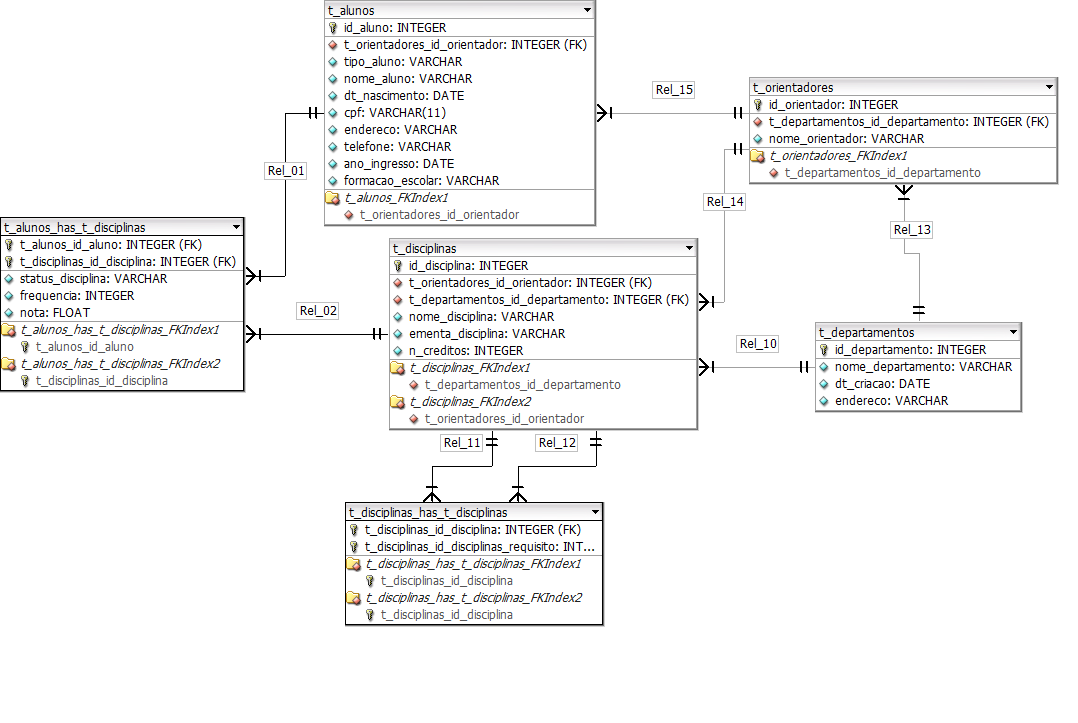 t_alunos
id_aluno: INTEGER
t_orientadores_id_orientador: INTEGER (FK)
tipo_aluno: VARCHAR
nome_aluno: VARCHAR
dt_nascimento: DATE
cpf: VARCHAR(11)
endereco: VARCHAR
telefone: VARCHAR
ano_ingresso: DATE
formacao_escolar: VARCHAR
t_alunos_FKIndex1
t_orientadores_id_orientador
Rel_15
t_orientadores
id_orientador: INTEGER
t_departamentos_id_departamento: INTEGER (FK)
nome_orientador: VARCHAR
t_orientadores_FKIndex1
t_departamentos_id_departamento
Rel_01
Rel_14
Rel_13
t_alunos_has_t_disciplinas
t_alunos_id_aluno: INTEGER (FK)
t_disciplinas_id_disciplina: INTEGER (FK)
status_disciplina: VARCHAR
frequencia: INTEGER
nota: FLOAT
t_alunos_has_t_disciplinas_FKIndex1
t_alunos_id_aluno
t_alunos_has_t_disciplinas_FKIndex2
t_disciplinas_id_disciplina
Rel_02
t_disciplinas
id_disciplina: INTEGER
t_orientadores_id_orientador: INTEGER (FK)
t_departamentos_id_departamento: INTEGER (FK)
nome_disciplina: VARCHAR
ementa_disciplina: VARCHAR
n_creditos: INTEGER
t_disciplinas_FKIndex1
t_departamentos_id_departamento
t_disciplinas_FKIndex2
t_orientadores_id_orientador
Rel_10
t_departamentos
id_departamento: INTEGER
nome_departamento: VARCHAR
dt_criacao: DATE
endereco: VARCHAR
Rel_11
Rel_12
t_disciplinas_has_t_disciplinas
t_disciplinas_id_disciplina: INTEGER (FK)
t_disciplinas_id_disciplinas_requisito: INT...
t_disciplinas_has_t_disciplinas_FKIndex1
t_disciplinas_id_disciplina
t_disciplinas_has_t_disciplinas_FKIndex2
t_disciplinas_id_disciplina